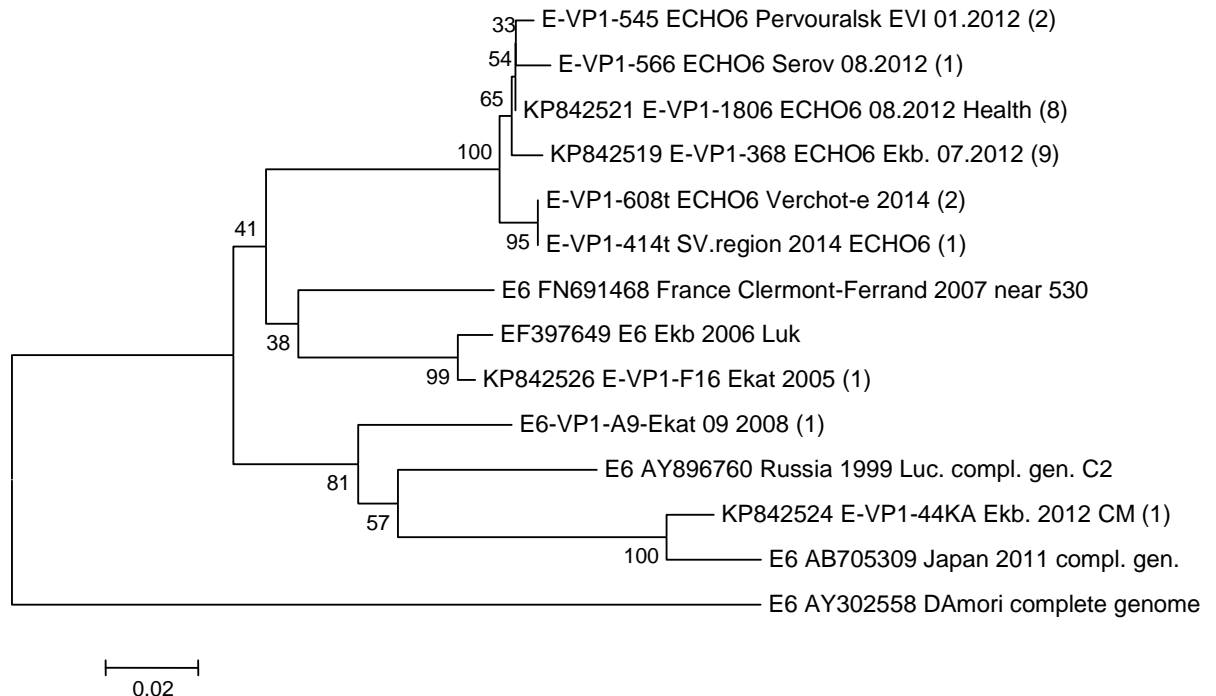 E-VP1-545 ECHO6 Pervouralsk EVI 01.2012 (2)
33
E-VP1-566 ECHO6 Serov 08.2012 (1)
54
KP842521 E-VP1-1806 ECHO6 08.2012 Health (8)
65
KP842519 E-VP1-368 ECHO6 Ekb. 07.2012 (9)
100
E-VP1-608t ECHO6 Verchot-e 2014 (2)
41
E-VP1-414t SV.region 2014 ECHO6 (1)
95
E6 FN691468 France Clermont-Ferrand 2007 near 530
EF397649 E6 Ekb 2006 Luk
38
KP842526 E-VP1-F16 Ekat 2005 (1)
99
E6-VP1-A9-Ekat 09 2008 (1)
E6 AY896760 Russia 1999 Luc. compl. gen. C2
81
KP842524 E-VP1-44KA Ekb. 2012 CM (1)
57
E6 AB705309 Japan 2011 compl. gen.
100
E6 AY302558 DAmori complete genome
0.02